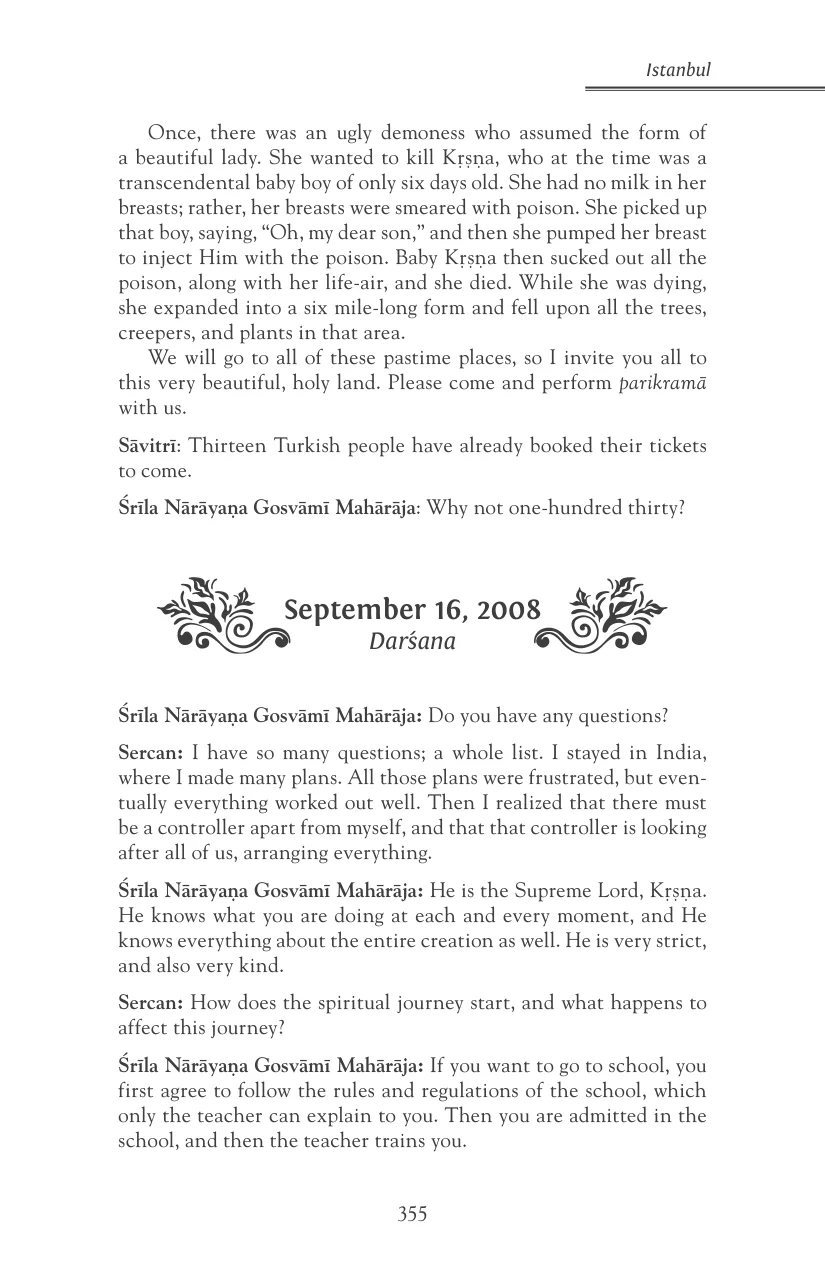 Istanbul
Once, there was an ugly demoness who assumed the form of
a beautiful lady. She wanted to kill Kṛṣṇa, who at the time was a
transcendental baby boy of only six days old. She had no milk in her
breasts; rather, her breasts were smeared with poison. She picked up
that boy, saying, “Oh, my dear son,” and then she pumped her breast
to inject Him with the poison. Baby Kṛṣṇa then sucked out all the
poison, along with her life-air, and she died. While she was dying,
she expanded into a six mile-long form and fell upon all the trees,
creepers, and plants in that area.
We will go to all of these pastime places, so I invite you all to
this very beautiful, holy land. Please come and perform parikramā
with us.
Sāvitrī: Thirteen Turkish people have already booked their tickets
to come.
Śrīla Nārāyaṇa Gosvāmī Mahārāja: Why not one-hundred thirty?
September 16, 2008
Darśana
Śrīla Nārāyaṇa Gosvāmī Mahārāja: Do you have any questions?
Sercan: I have so many questions; a whole list. I stayed in India,
where I made many plans. All those plans were frustrated, but even-
tually everything worked out well. Then I realized that there must
be a controller apart from myself, and that that controller is looking
after all of us, arranging everything.
Śrīla Nārāyaṇa Gosvāmī Mahārāja: He is the Supreme Lord, Kṛṣṇa.
He knows what you are doing at each and every moment, and He
knows everything about the entire creation as well. He is very strict,
and also very kind.
Sercan: How does the spiritual journey start, and what happens to
affect this journey?
Śrīla Nārāyaṇa Gosvāmī Mahārāja: If you want to go to school, you
first agree to follow the rules and regulations of the school, which
only the teacher can explain to you. Then you are admitted in the
school, and then the teacher trains you.
355